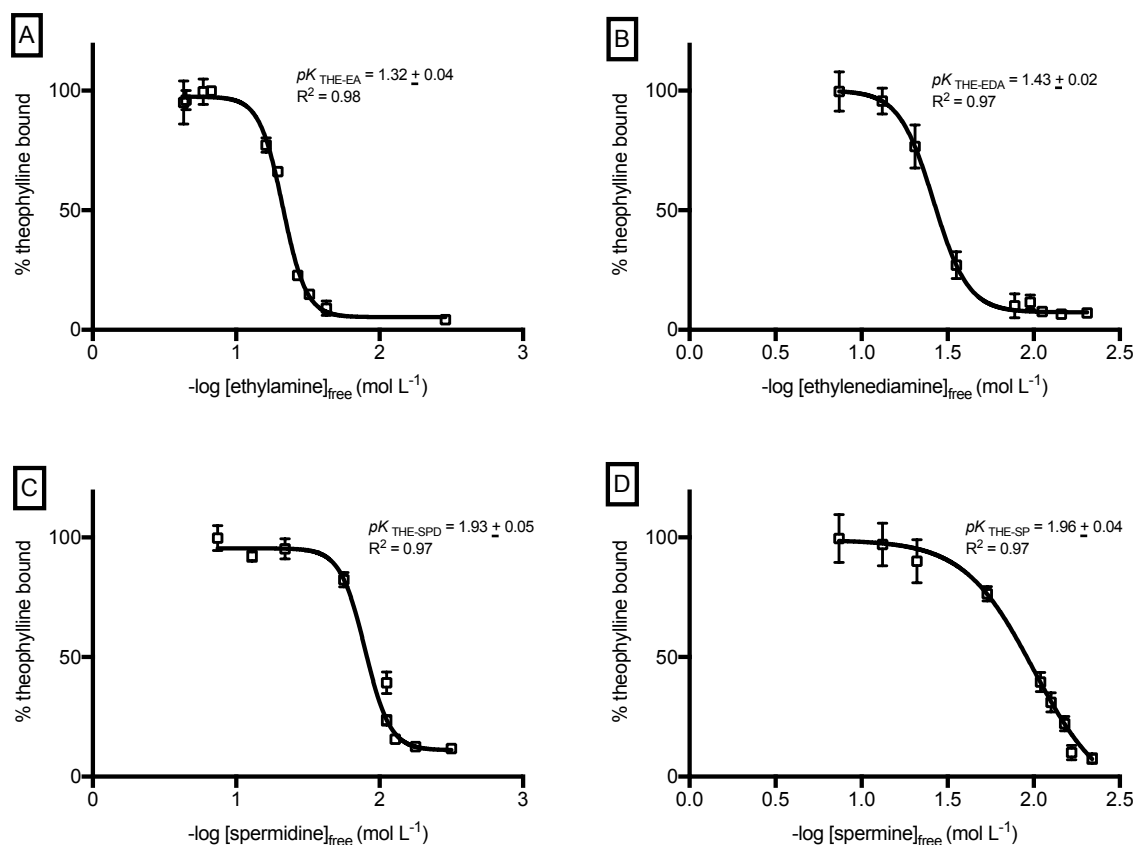 A
pK THE-EA = 1.32 ± 0.04
R² = 0.98
% theophylline bound
100
50
0
0 1 2 3
-log [ethylamine]free (mol L⁻¹)
B
pK THE-EDA = 1.43 ± 0.02
R² = 0.97
% theophylline bound
100
50
0
0.0 0.5 1.0 1.5 2.0 2.5
-log [ethylenediamine]free (mol L⁻¹)
C
pK THE-SPD = 1.93 ± 0.05
R² = 0.97
% theophylline bound
100
50
0
0 1 2 3
-log [spermidine]free (mol L⁻¹)
D
pK THE-SP = 1.96 ± 0.04
R² = 0.97
% theophylline bound
100
50
0
0.0 0.5 1.0 1.5 2.0 2.5
-log [spermine]free (mol L⁻¹)